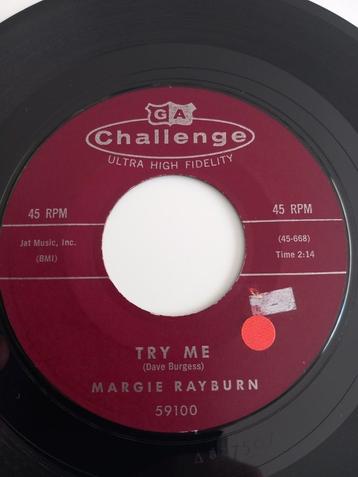 GA
Challenge
ULTRA HIGH FIDELITY
45 RPM
45 RPM
Jat Music, Inc.
(BMI)
(45-668)
Time 2:14
TRY ME
(Dave Burgess)
MARGIE RAYBURN
59100